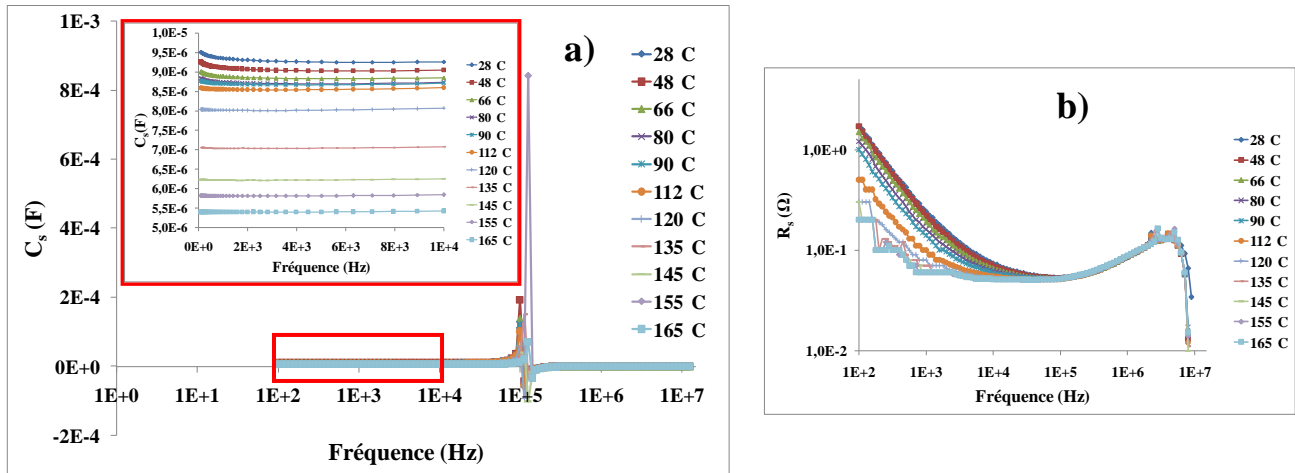 a)
1E-3
8E-4
6E-4
4E-4
2E-4
0E+0
-2E-4
C_s (F)
1E+0
1E+1
1E+2
1E+3
1E+4
1E+5
1E+6
1E+7
Fréquence (Hz)
28 C
48 C
66 C
80 C
90 C
112 C
120 C
135 C
145 C
155 C
165 C
1,0E-5
9,5E-6
9,0E-6
8,5E-6
8,0E-6
7,5E-6
7,0E-6
6,5E-6
6,0E-6
5,5E-6
5,0E-6
C_s(F)
0E+0
2E+3
4E+3
6E+3
8E+3
1E+4
Fréquence (Hz)
28 C
48 C
66 C
80 C
90 C
112 C
120 C
135 C
145 C
155 C
165 C
b)
1,0E+0
1,0E-1
1,0E-2
R_s (Ω)
1E+2
1E+3
1E+4
1E+5
1E+6
1E+7
Fréquence (Hz)
28 C
48 C
66 C
80 C
90 C
112 C
120 C
135 C
145 C
155 C
165 C